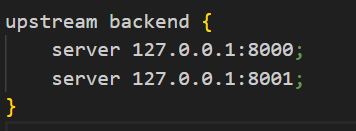 upstream backend {
    server 127.0.0.1:8000;
    server 127.0.0.1:8001;
}